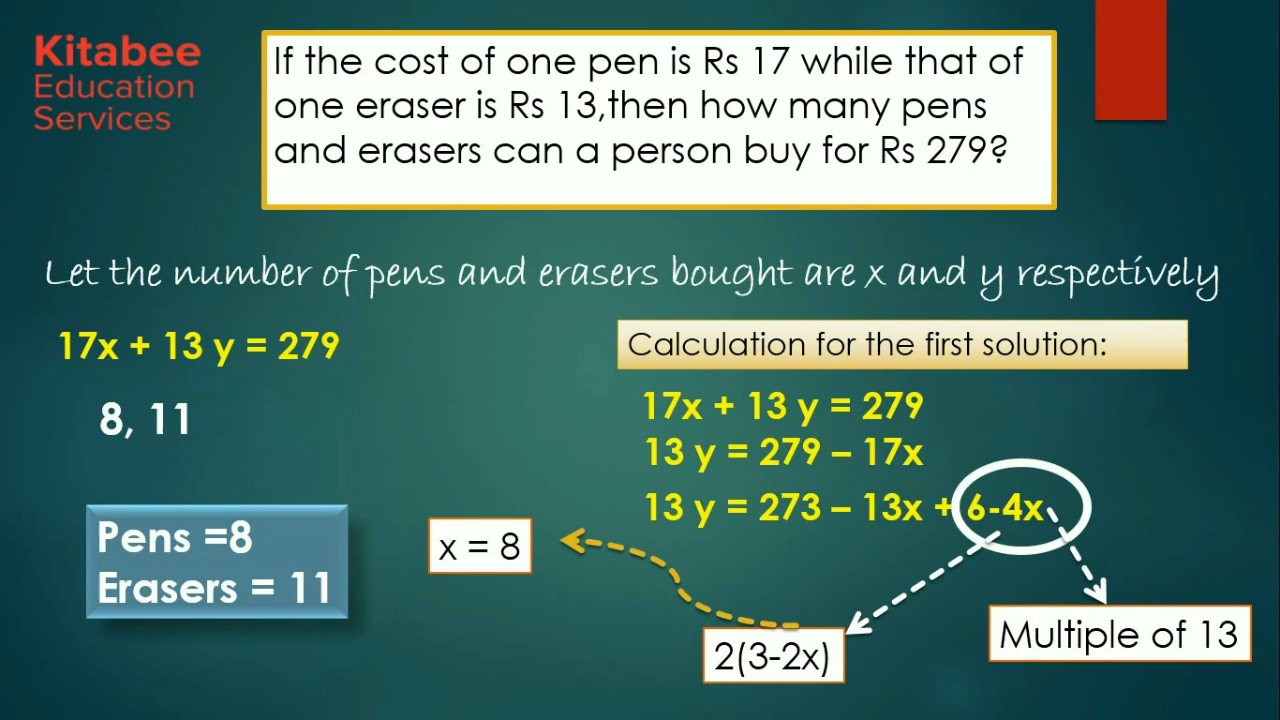 Kitabee
Education
Services
If the cost of one pen is Rs 17 while that of
one eraser is Rs 13,then how many pens
and erasers can a person buy for Rs 279?
Let the number of pens and erasers bought are x and y respectively
17x + 13 y = 279
8, 11
Pens =8
Erasers = 11
Calculation for the first solution:
17x + 13 y = 279
13 y = 279 – 17x
13 y = 273 – 13x + 6-4x
x = 8
2(3-2x)
Multiple of 13